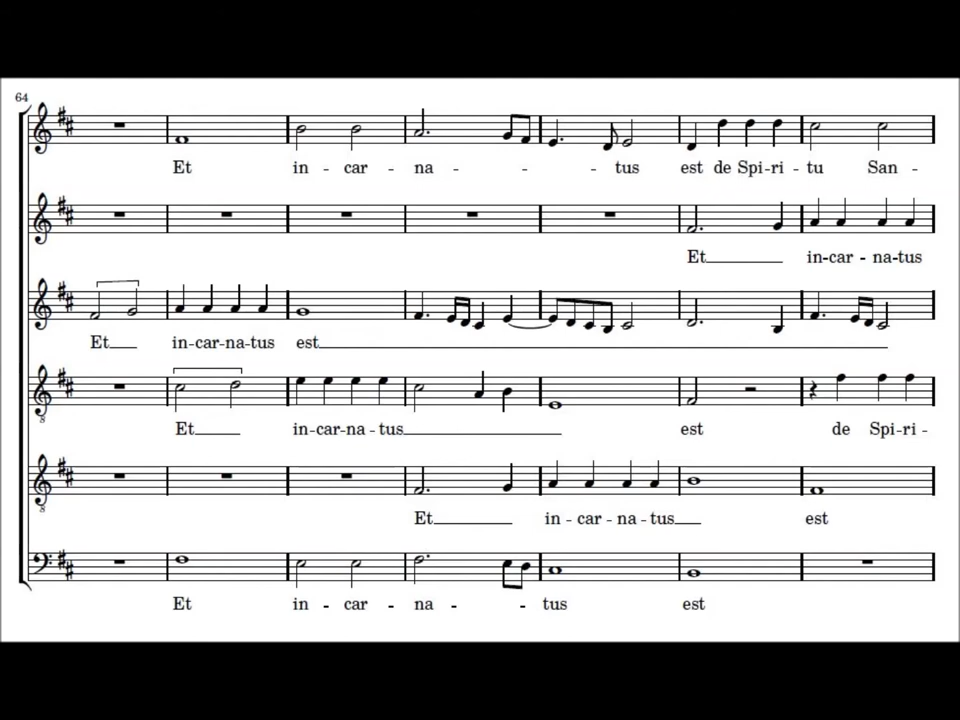 64
Et in - car - na - - - tus est de Spi-ri - tu San -
Et in-car - na-tus
Et in-car-na-tus est
8
Et in-car-na - tus est de Spi-ri -
8
Et in - car - na - tus est
Et in - car - na - - tus est